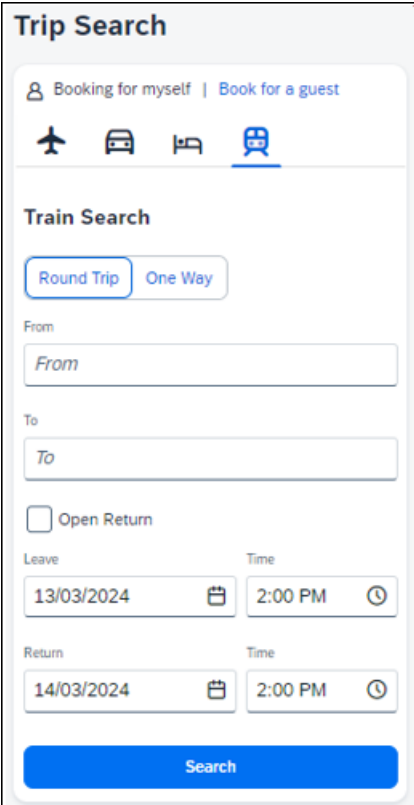 Trip Search
Booking for myself | Book for a guest
Train Search
Round Trip One Way
From
From
To
To
Open Return
Leave Time
13/03/2024 2:00 PM
Return Time
14/03/2024 2:00 PM
Search